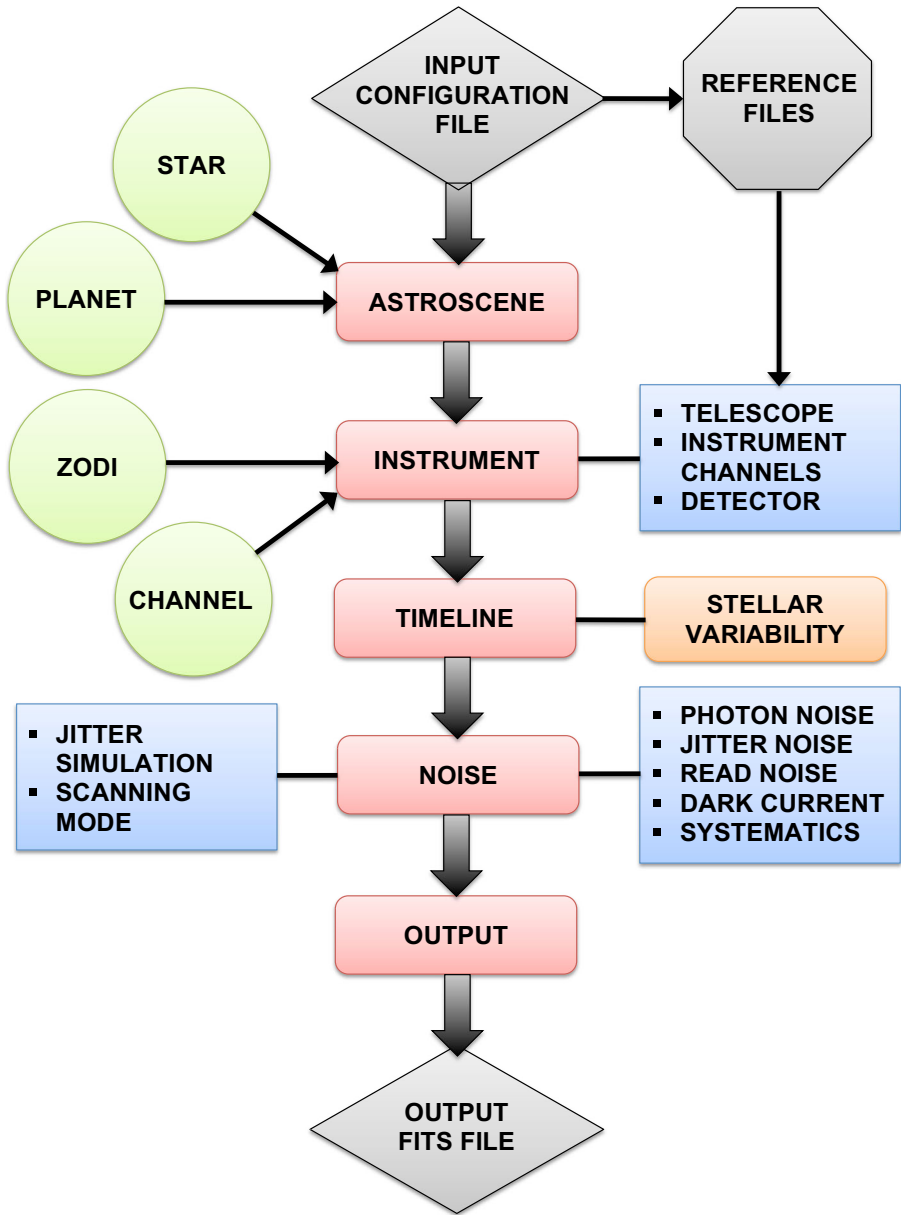 INPUT
CONFIGURATION
FILE
REFERENCE
FILES
STAR
PLANET
ASTROSCENE
ZODI
INSTRUMENT
▪ TELESCOPE
▪ INSTRUMENT
CHANNELS
▪ DETECTOR
CHANNEL
TIMELINE
STELLAR
VARIABILITY
▪ JITTER
SIMULATION
▪ SCANNING
MODE
NOISE
▪ PHOTON NOISE
▪ JITTER NOISE
▪ READ NOISE
▪ DARK CURRENT
▪ SYSTEMATICS
OUTPUT
OUTPUT
FITS FILE